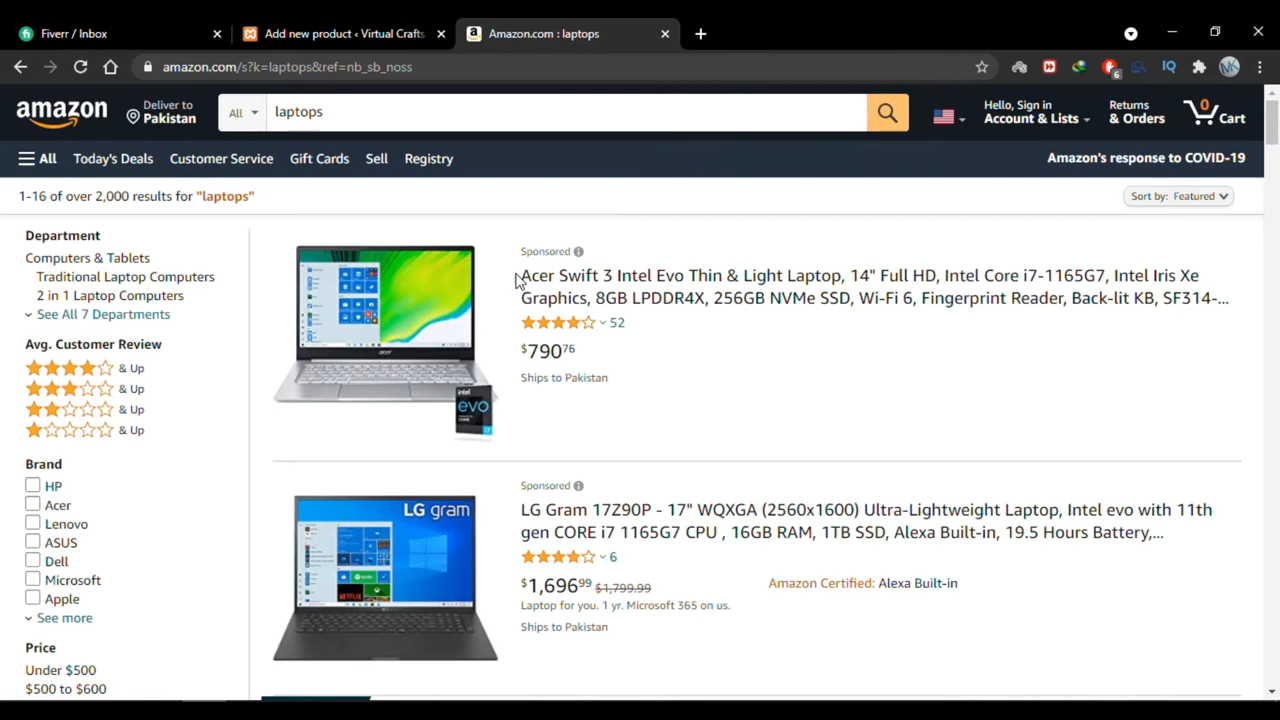 Fiverr / Inbox
Add new product ‹ Virtual Crafts
Amazon.com : laptops
amazon.com/s?k=laptops&ref=nb_sb_noss
6
IQ
NK
amazon
Deliver to
Pakistan
All
laptops
Hello, Sign in
Account & Lists
Returns
& Orders
0
Cart
All
Today's Deals
Customer Service
Gift Cards
Sell
Registry
Amazon's response to COVID-19
1-16 of over 2,000 results for "laptops"
Sort by: Featured
Department
Computers & Tablets
Traditional Laptop Computers
2 in 1 Laptop Computers
See All 7 Departments
Avg. Customer Review
& Up
& Up
& Up
& Up
Brand
HP
Acer
Lenovo
ASUS
Dell
Microsoft
Apple
See more
Price
Under $500
$500 to $600
acer
intel
evo
Sponsored
Acer Swift 3 Intel Evo Thin & Light Laptop, 14" Full HD, Intel Core i7-1165G7, Intel Iris Xe
Graphics, 8GB LPDDR4X, 256GB NVMe SSD, Wi-Fi 6, Fingerprint Reader, Back-lit KB, SF314-...
52
$790 76
Ships to Pakistan
LG gram
NETFLIX
Sponsored
LG Gram 17Z90P - 17" WQXGA (2560x1600) Ultra-Lightweight Laptop, Intel evo with 11th
gen CORE i7 1165G7 CPU , 16GB RAM, 1TB SSD, Alexa Built-in, 19.5 Hours Battery,...
6
$1,696 99 $1,799.99
Laptop for you. 1 yr. Microsoft 365 on us.
Ships to Pakistan
Amazon Certified: Alexa Built-in